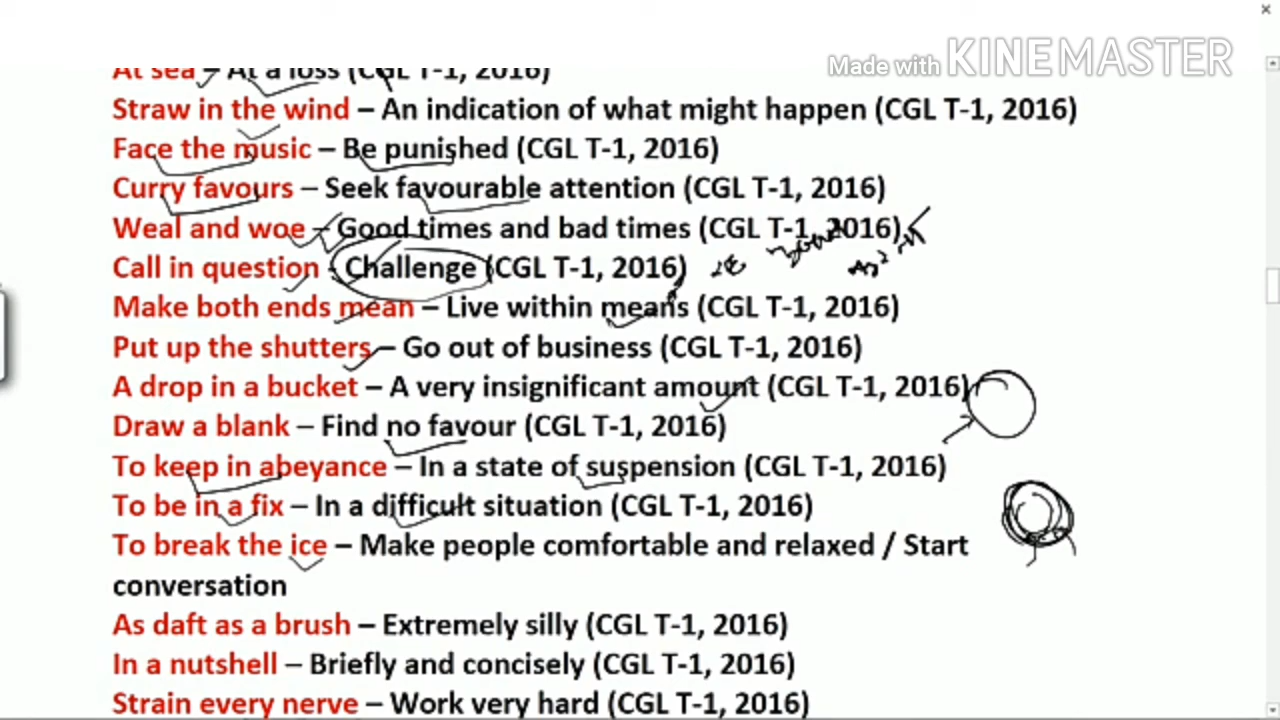 Made with KINEMASTER
At sea – At a loss (CGL T-1, 2016)
Straw in the wind – An indication of what might happen (CGL T-1, 2016)
Face the music – Be punished (CGL T-1, 2016)
Curry favours – Seek favourable attention (CGL T-1, 2016)
Weal and woe – Good times and bad times (CGL T-1, 2016)
Call in question - Challenge (CGL T-1, 2016)
Make both ends mean – Live within means (CGL T-1, 2016)
Put up the shutters – Go out of business (CGL T-1, 2016)
A drop in a bucket – A very insignificant amount (CGL T-1, 2016)
Draw a blank – Find no favour (CGL T-1, 2016)
To keep in abeyance – In a state of suspension (CGL T-1, 2016)
To be in a fix – In a difficult situation (CGL T-1, 2016)
To break the ice – Make people comfortable and relaxed / Start
conversation
As daft as a brush – Extremely silly (CGL T-1, 2016)
In a nutshell – Briefly and concisely (CGL T-1, 2016)
Strain every nerve – Work very hard (CGL T-1, 2016)